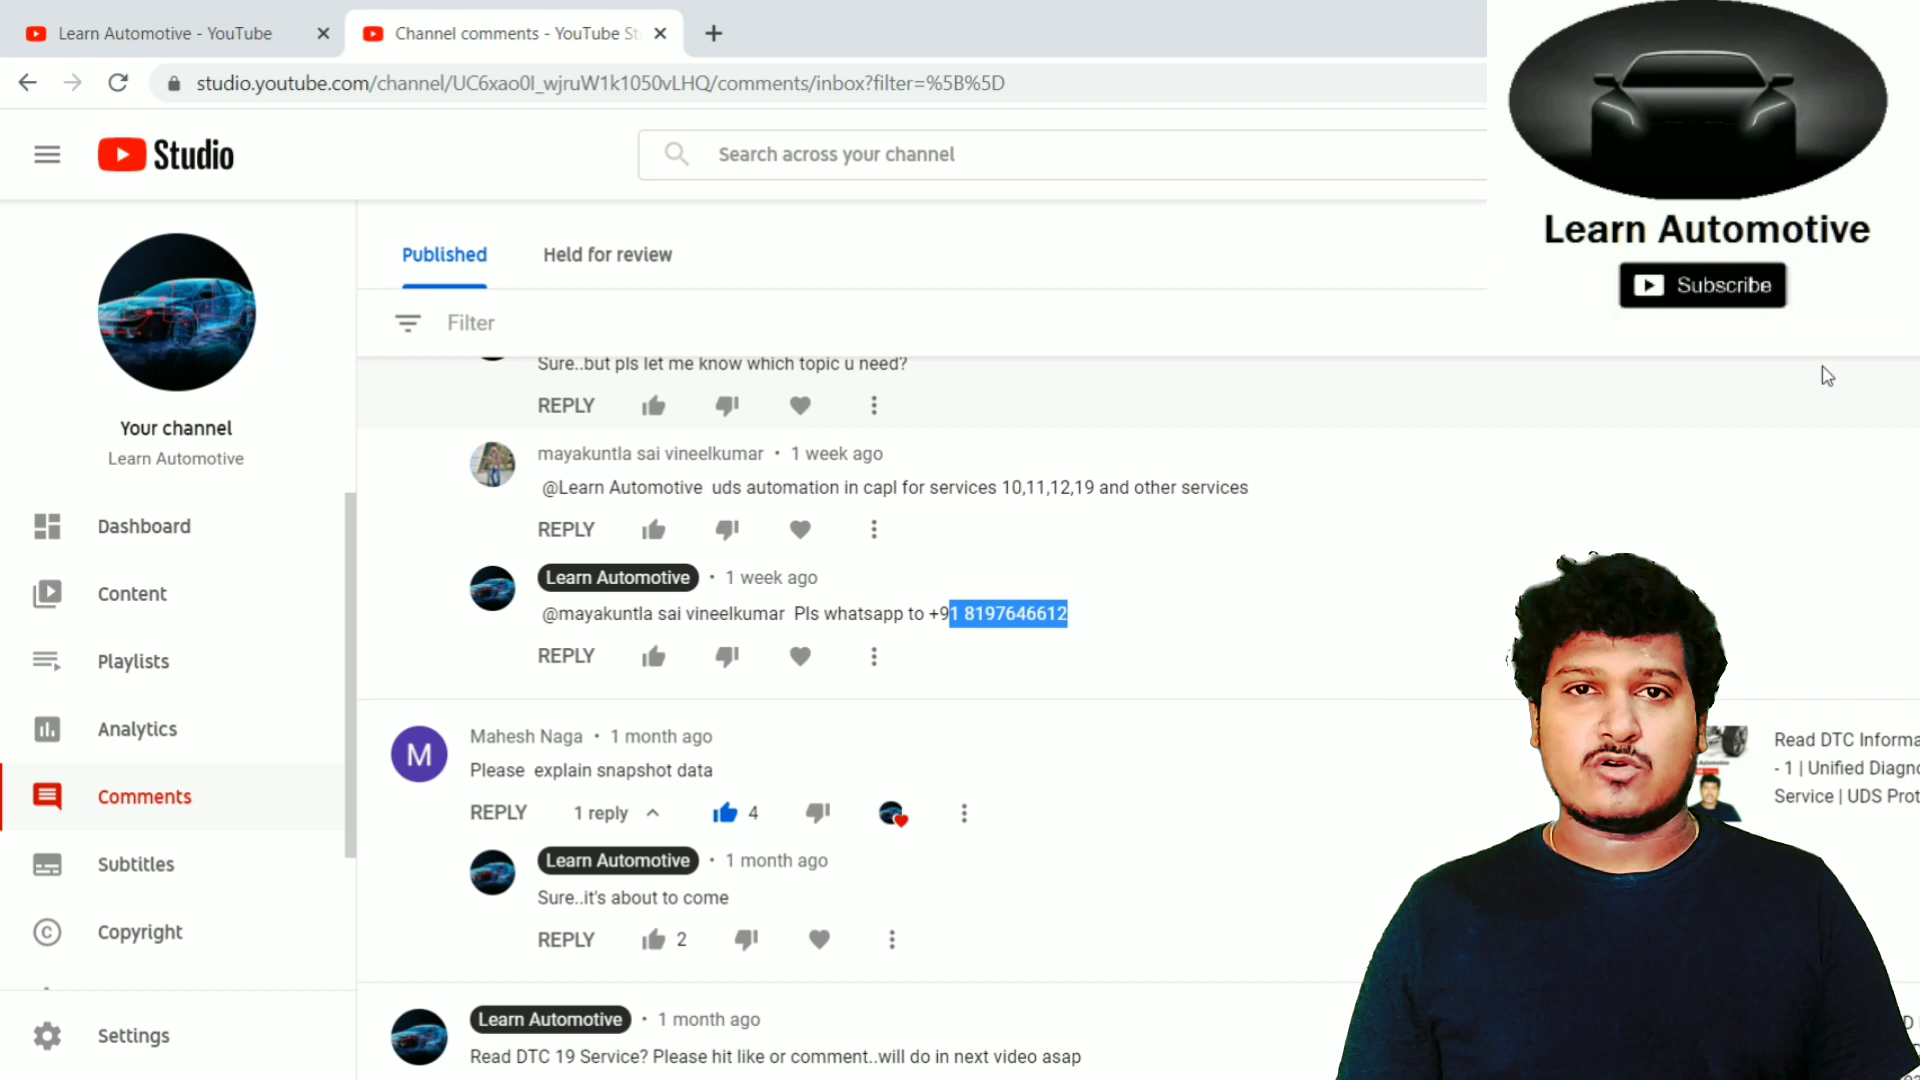 Learn Automotive - YouTube
Channel comments - YouTube St
studio.youtube.com/channel/UC6xao0I_wjruW1k1050vLHQ/comments/inbox?filter=%5B%5D
Studio
Search across your channel
Learn Automotive
Subscribe
Your channel
Learn Automotive
Dashboard
Content
Playlists
Analytics
Comments
Subtitles
Copyright
Settings
Published
Held for review
Filter
Sure..but pls let me know which topic u need?
REPLY
mayakuntla sai vineelkumar • 1 week ago
@Learn Automotive uds automation in capl for services 10,11,12,19 and other services
REPLY
Learn Automotive • 1 week ago
@mayakuntla sai vineelkumar Pls whatsapp to +91 8197646612
REPLY
M
Mahesh Naga • 1 month ago
Please explain snapshot data
REPLY 1 reply 4
Learn Automotive • 1 month ago
Sure..it's about to come
REPLY 2
Read DTC Informa
- 1 | Unified Diagno
Service | UDS Prot
Learn Automotive • 1 month ago
Read DTC 19 Service? Please hit like or comment..will do in next video asap